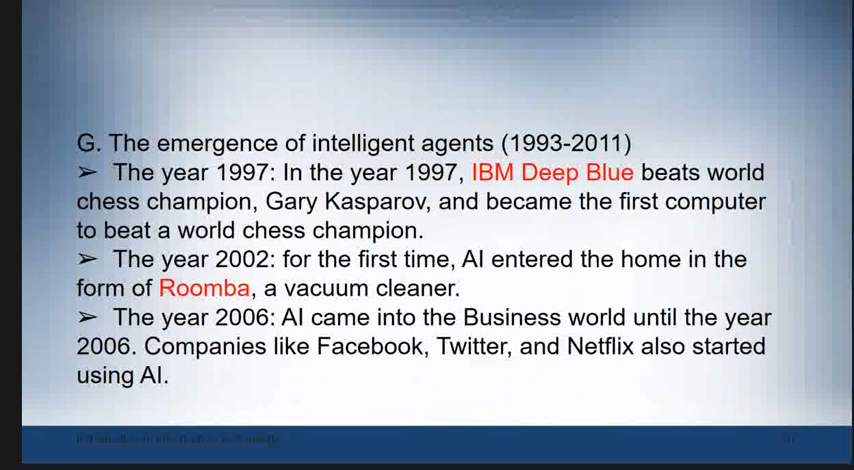 G. The emergence of intelligent agents (1993-2011)
➢ The year 1997: In the year 1997, IBM Deep Blue beats world
chess champion, Gary Kasparov, and became the first computer
to beat a world chess champion.
➢ The year 2002: for the first time, AI entered the home in the
form of Roomba, a vacuum cleaner.
➢ The year 2006: AI came into the Business world until the year
2006. Companies like Facebook, Twitter, and Netflix also started
using AI.